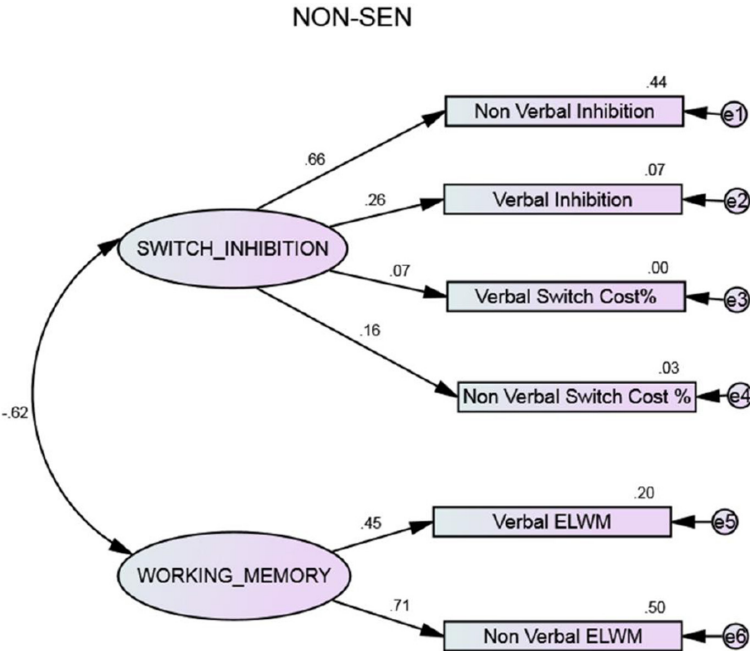 NON-SEN
.44
Non Verbal Inhibition
e1
.66
.07
Verbal Inhibition
e2
.26
SWITCH_INHIBITION
.00
Verbal Switch Cost%
e3
.07
.16
.03
Non Verbal Switch Cost %
e4
-.62
.20
Verbal ELWM
e5
.45
WORKING_MEMORY
.71
.50
Non Verbal ELWM
e6